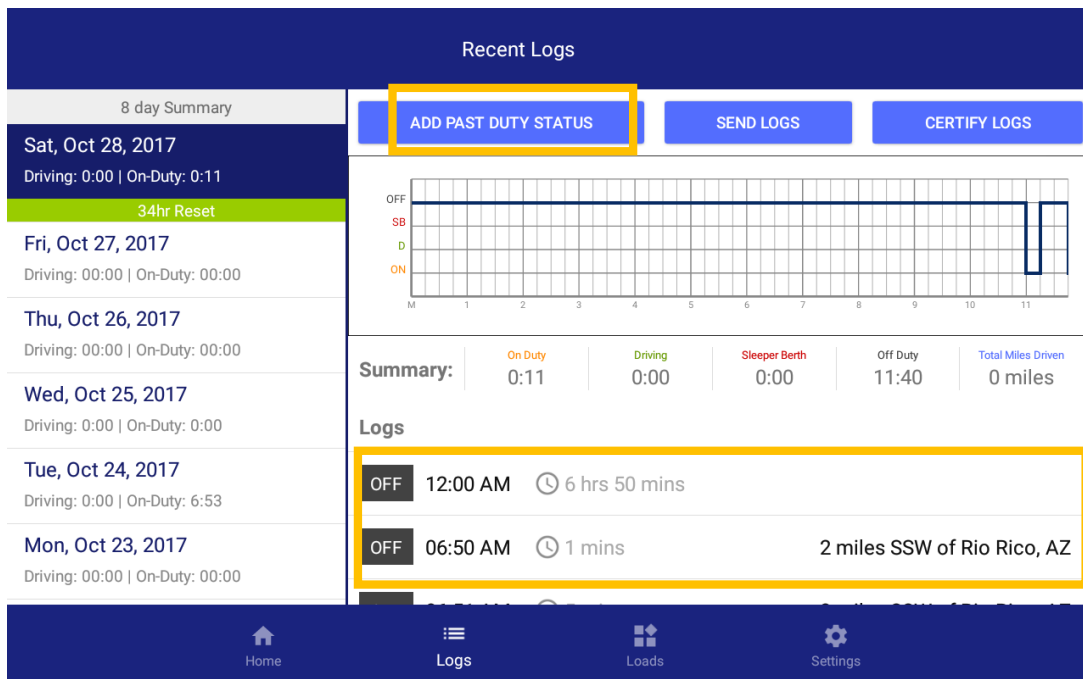 Recent Logs
8 day Summary
Sat, Oct 28, 2017
Driving: 0:00 | On-Duty: 0:11
34hr Reset
Fri, Oct 27, 2017
Driving: 00:00 | On-Duty: 00:00
Thu, Oct 26, 2017
Driving: 00:00 | On-Duty: 00:00
Wed, Oct 25, 2017
Driving: 0:00 | On-Duty: 0:00
Tue, Oct 24, 2017
Driving: 0:00 | On-Duty: 6:53
Mon, Oct 23, 2017
Driving: 00:00 | On-Duty: 00:00
ADD PAST DUTY STATUS SEND LOGS CERTIFY LOGS
OFF
SB
D
ON
M 1 2 3 4 5 6 7 8 9 10 11
On Duty Driving Sleeper Berth Off Duty Total Miles Driven
Summary: 0:11 0:00 0:00 11:40 0 miles
Logs
OFF 12:00 AM 6 hrs 50 mins
OFF 06:50 AM 1 mins 2 miles SSW of Rio Rico, AZ
Home Logs Loads Settings